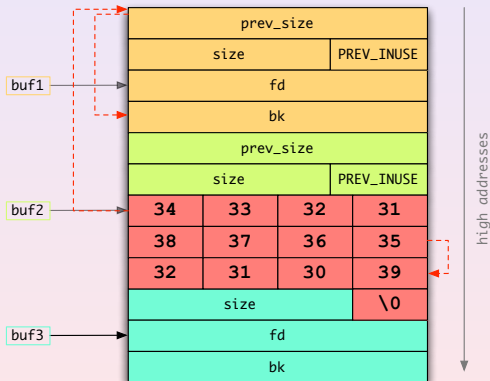 prev_size
size PREV_INUSE
buf1 fd
bk
prev_size
size PREV_INUSE
buf2 34 33 32 31
38 37 36 35
32 31 30 39
size \0
buf3 fd
bk
high addresses